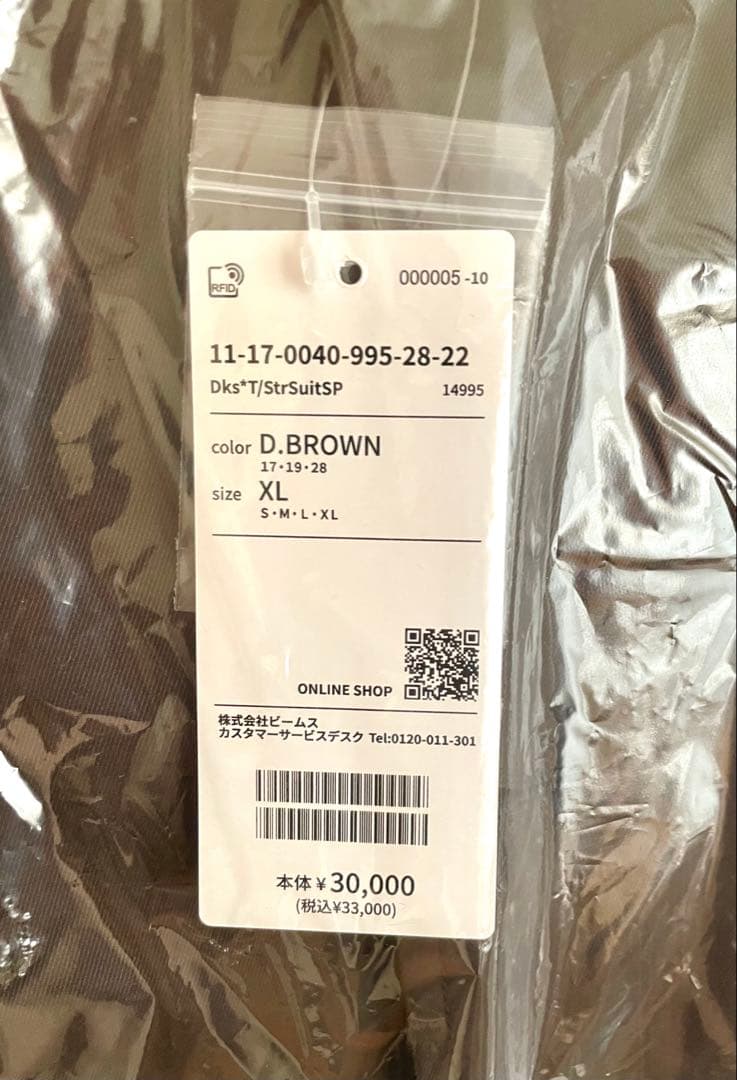 RFID
000005 -10
11-17-0040-995-28-22
Dks*T/StrSuitSP 14995
color D.BROWN
17・19・28
size XL
S・M・L・XL
ONLINE SHOP
株式会社ビームス
カスタマーサービスデスク Tel:0120-011-301
本体¥30,000
(税込¥33,000)